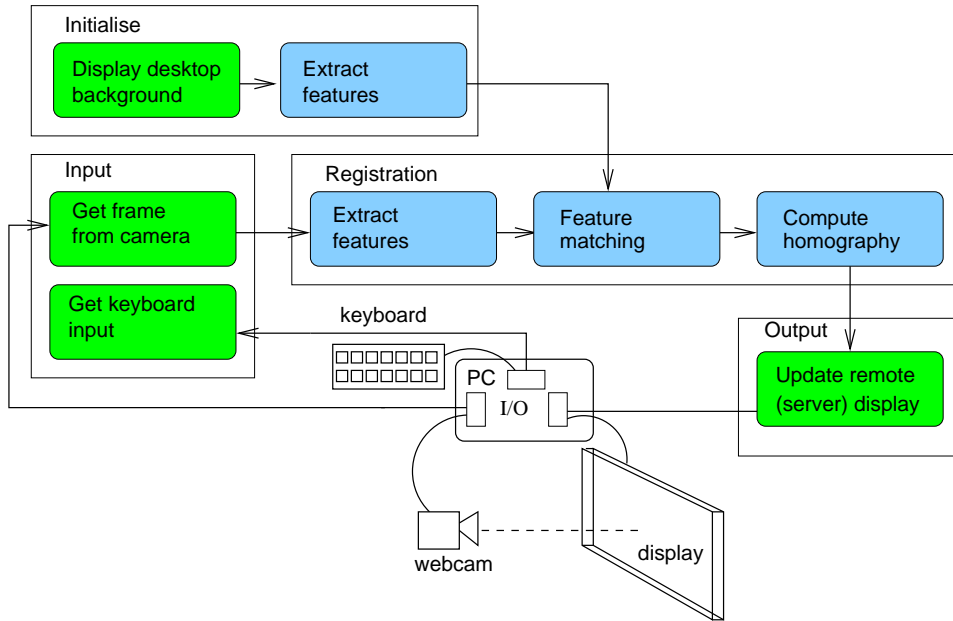 Initialise
Display desktop
background
Extract
features
Input
Get frame
from camera
Get keyboard
input
Registration
Extract
features
Feature
matching
Compute
homography
keyboard
PC
I/O
Output
Update remote
(server) display
webcam
display